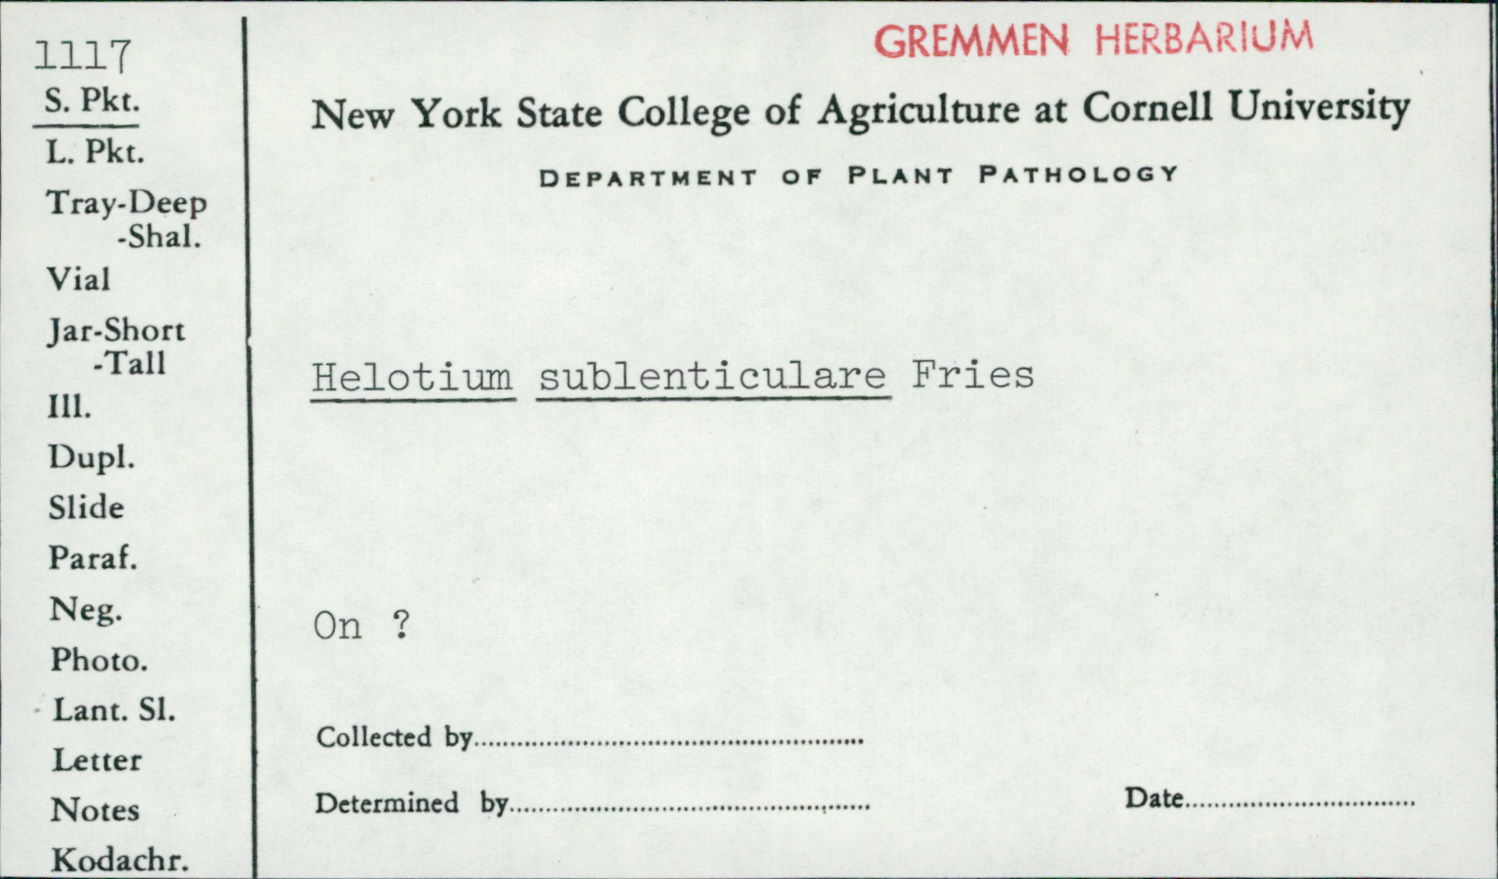 1117
S. Pkt.
L. Pkt.
Tray-Deep
-Shal.
Vial
Jar-Short
-Tall
Ill.
Dupl.
Slide
Paraf.
Neg.
Photo.
Lant. Sl.
Letter
Notes
Kodachr.
GREMMEN HERBARIUM
New York State College of Agriculture at Cornell University
DEPARTMENT OF PLANT PATHOLOGY
Helotium sublenticulare Fries
On ?
Collected by
Determined by
Date